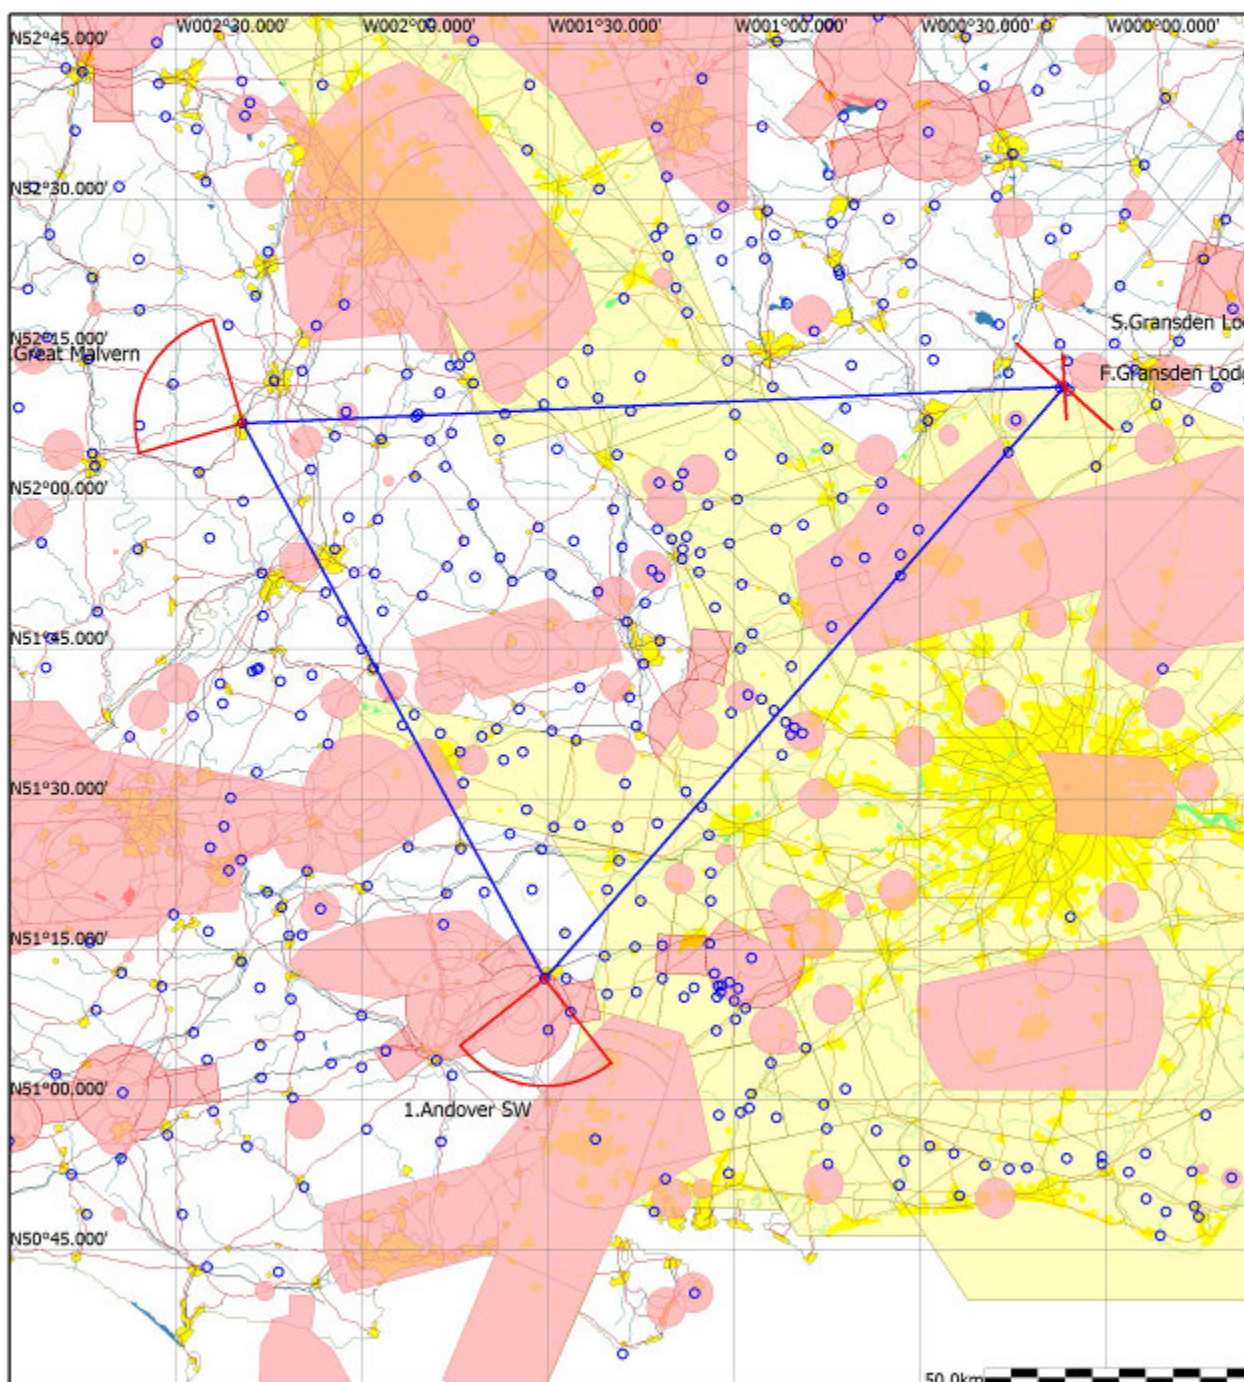 W002°30.000' W002°00.000' W001°30.000' W001°00.000' W000°30.000' W000°00.000'
N52°45.000'
N52°30.000'
N52°15.000'
S.Gransden Lo
Great Malvern
F.Gransden Lodg
N52°00.000'
N51°45.000'
N51°30.000'
N51°15.000'
N51°00.000'
1.Andover SW
N50°45.000'
50.0km